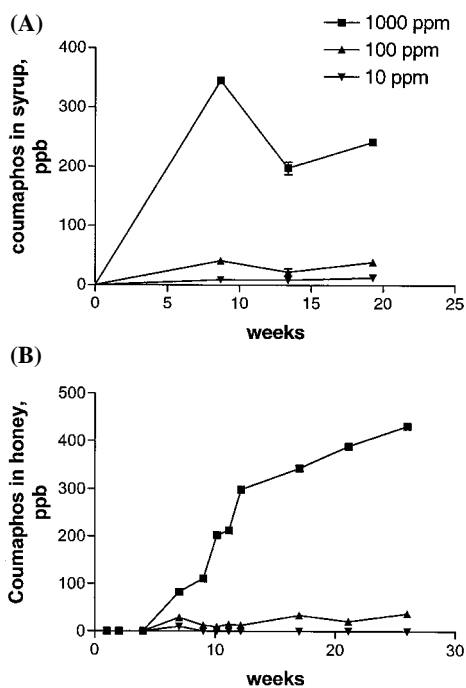 (A)
1000 ppm
100 ppm
10 ppm
coumaphos in syrup,
ppb
400
300
200
100
0
0 5 10 15 20 25
weeks
(B)
Coumaphos in honey,
ppb
500
400
300
200
100
0
0 10 20 30
weeks